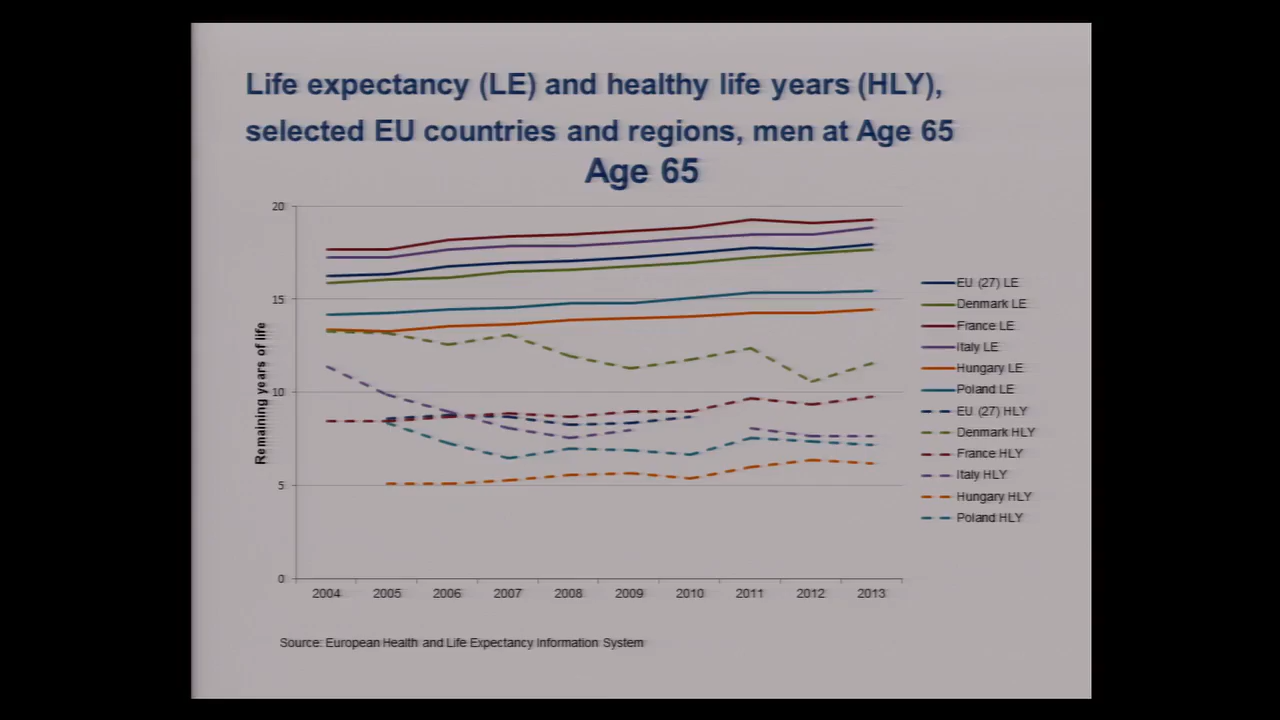 Life expectancy (LE) and healthy life years (HLY),
selected EU countries and regions, men at Age 65
Age 65
Remaining years of life
20
15
10
5
0
2004 2005 2006 2007 2008 2009 2010 2011 2012 2013
EU (27) LE
Denmark LE
France LE
Italy LE
Hungary LE
Poland LE
EU (27) HLY
Denmark HLY
France HLY
Italy HLY
Hungary HLY
Poland HLY
Source: European Health and Life Expectancy Information System